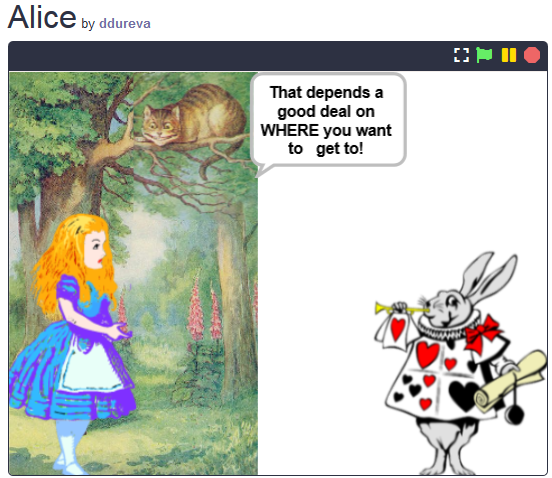 Alice by ddureva
That depends a
good deal on
WHERE you want
to get to!